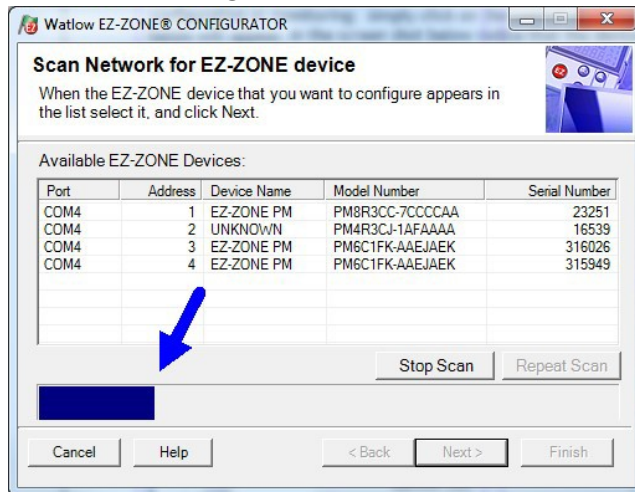 Watlow EZ-ZONE® CONFIGURATOR
Scan Network for EZ-ZONE device
When the EZ-ZONE device that you want to configure appears in
the list select it, and click Next.
Available EZ-ZONE Devices:
Port Address Device Name Model Number Serial Number
COM4 1 EZ-ZONE PM PM8R3CC-7CCCCAA 23251
COM4 2 UNKNOWN PM4R3CJ-1AFAAAA 16539
COM4 3 EZ-ZONE PM PM6C1FK-AAEJAEK 316026
COM4 4 EZ-ZONE PM PM6C1FK-AAEJAEK 315949
Stop Scan Repeat Scan
Cancel Help < Back Next > Finish